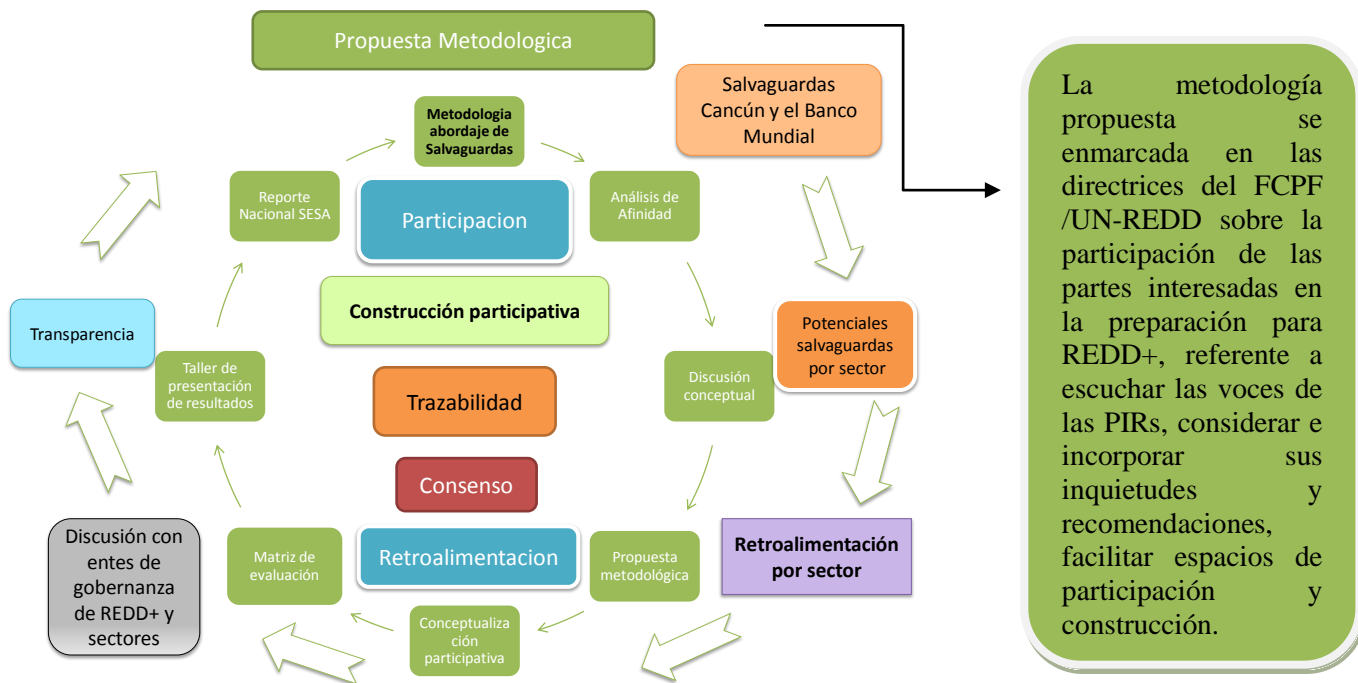 Propuesta Metodologica
Salvaguardas
Cancún y el Banco
Mundial
Metodologia
abordaje de
Salvaguardas
Reporte
Nacional SESA
Participacion
Análisis de
Afinidad
Construcción participativa
Transparencia
Taller de
presentación
de resultados
Trazabilidad
Discusión
conceptual
Potenciales
salvaguardas
por sector
Consenso
Discusión con
entes de
gobernanza
de REDD+ y
sectores
Matriz de
evaluación
Retroalimentacion
Propuesta
metodológica
Retroalimentación
por sector
Conceptualiza
ción
participativa
La metodología
propuesta se
enmarcada en las
directrices del FCPF
/UN-REDD sobre la
participación de las
partes interesadas en
la preparación para
REDD+, referente a
escuchar las voces de
las PIRs, considerar e
incorporar sus
inquietudes y
recomendaciones,
facilitar espacios de
participación y
construcción.